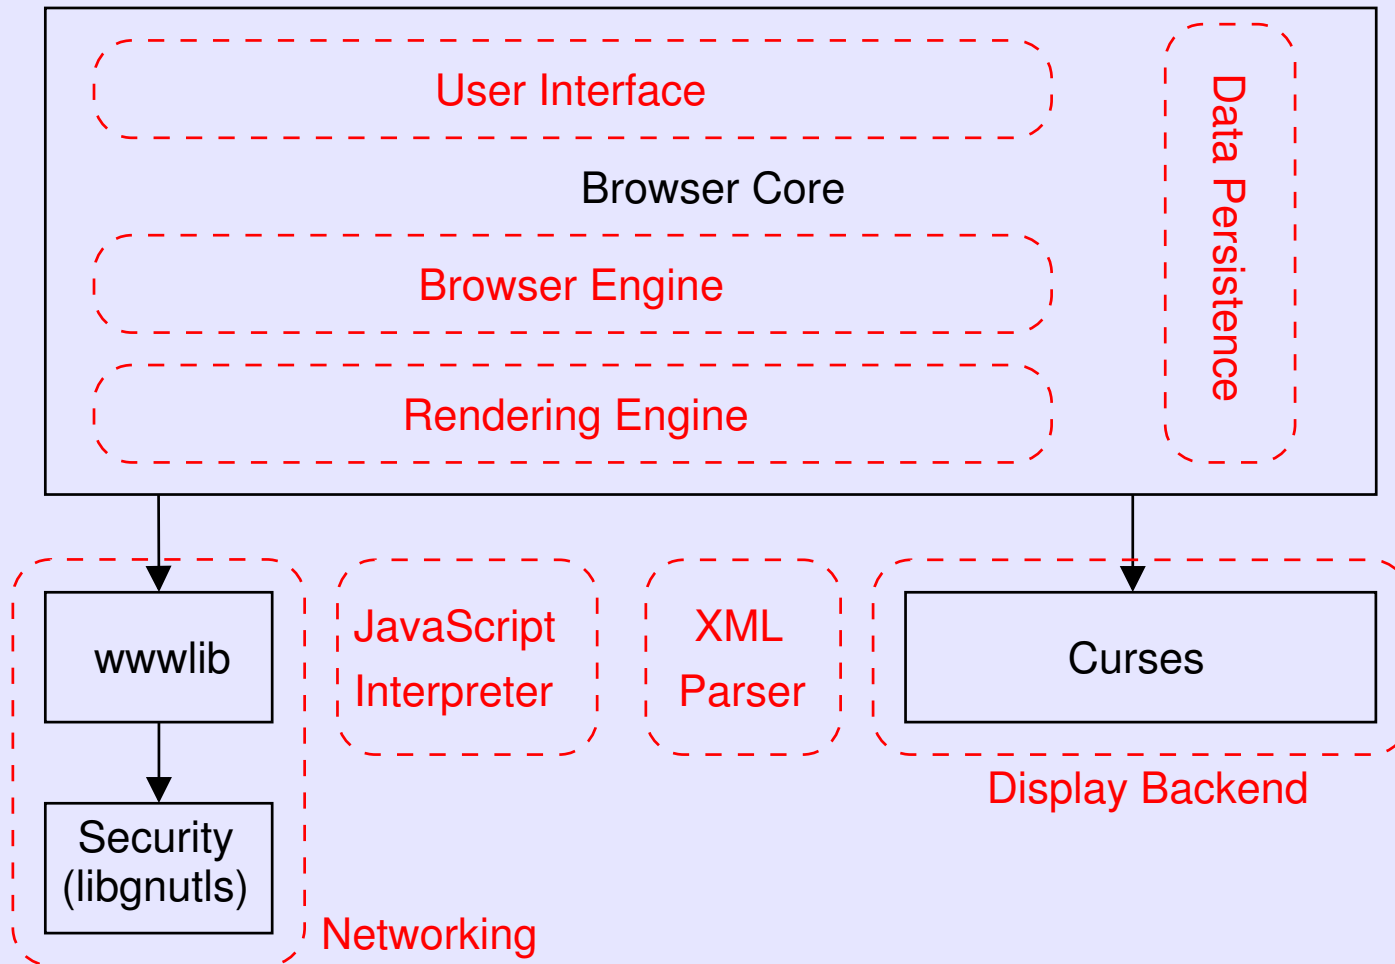 User Interface
Data Persistence
Browser Core
Browser Engine
Rendering Engine
wwwlib
JavaScript
Interpreter
XML
Parser
Curses
Display Backend
Security
(libgnutls)
Networking